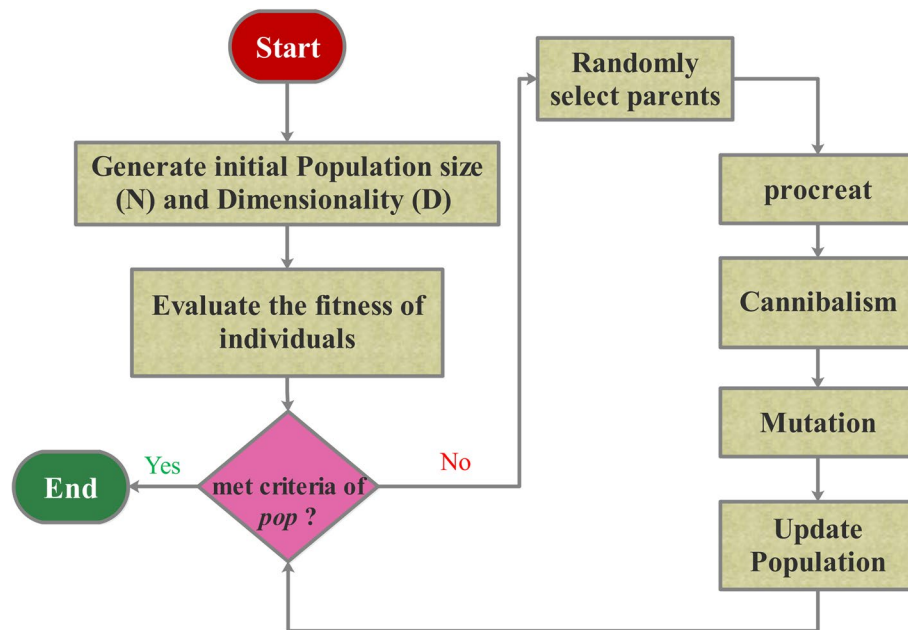 Start
Generate initial Population size
(N) and Dimensionality (D)
Evaluate the fitness of
individuals
met criteria of
pop ?
Yes
End
No
Randomly
select parents
procreat
Cannibalism
Mutation
Update
Population